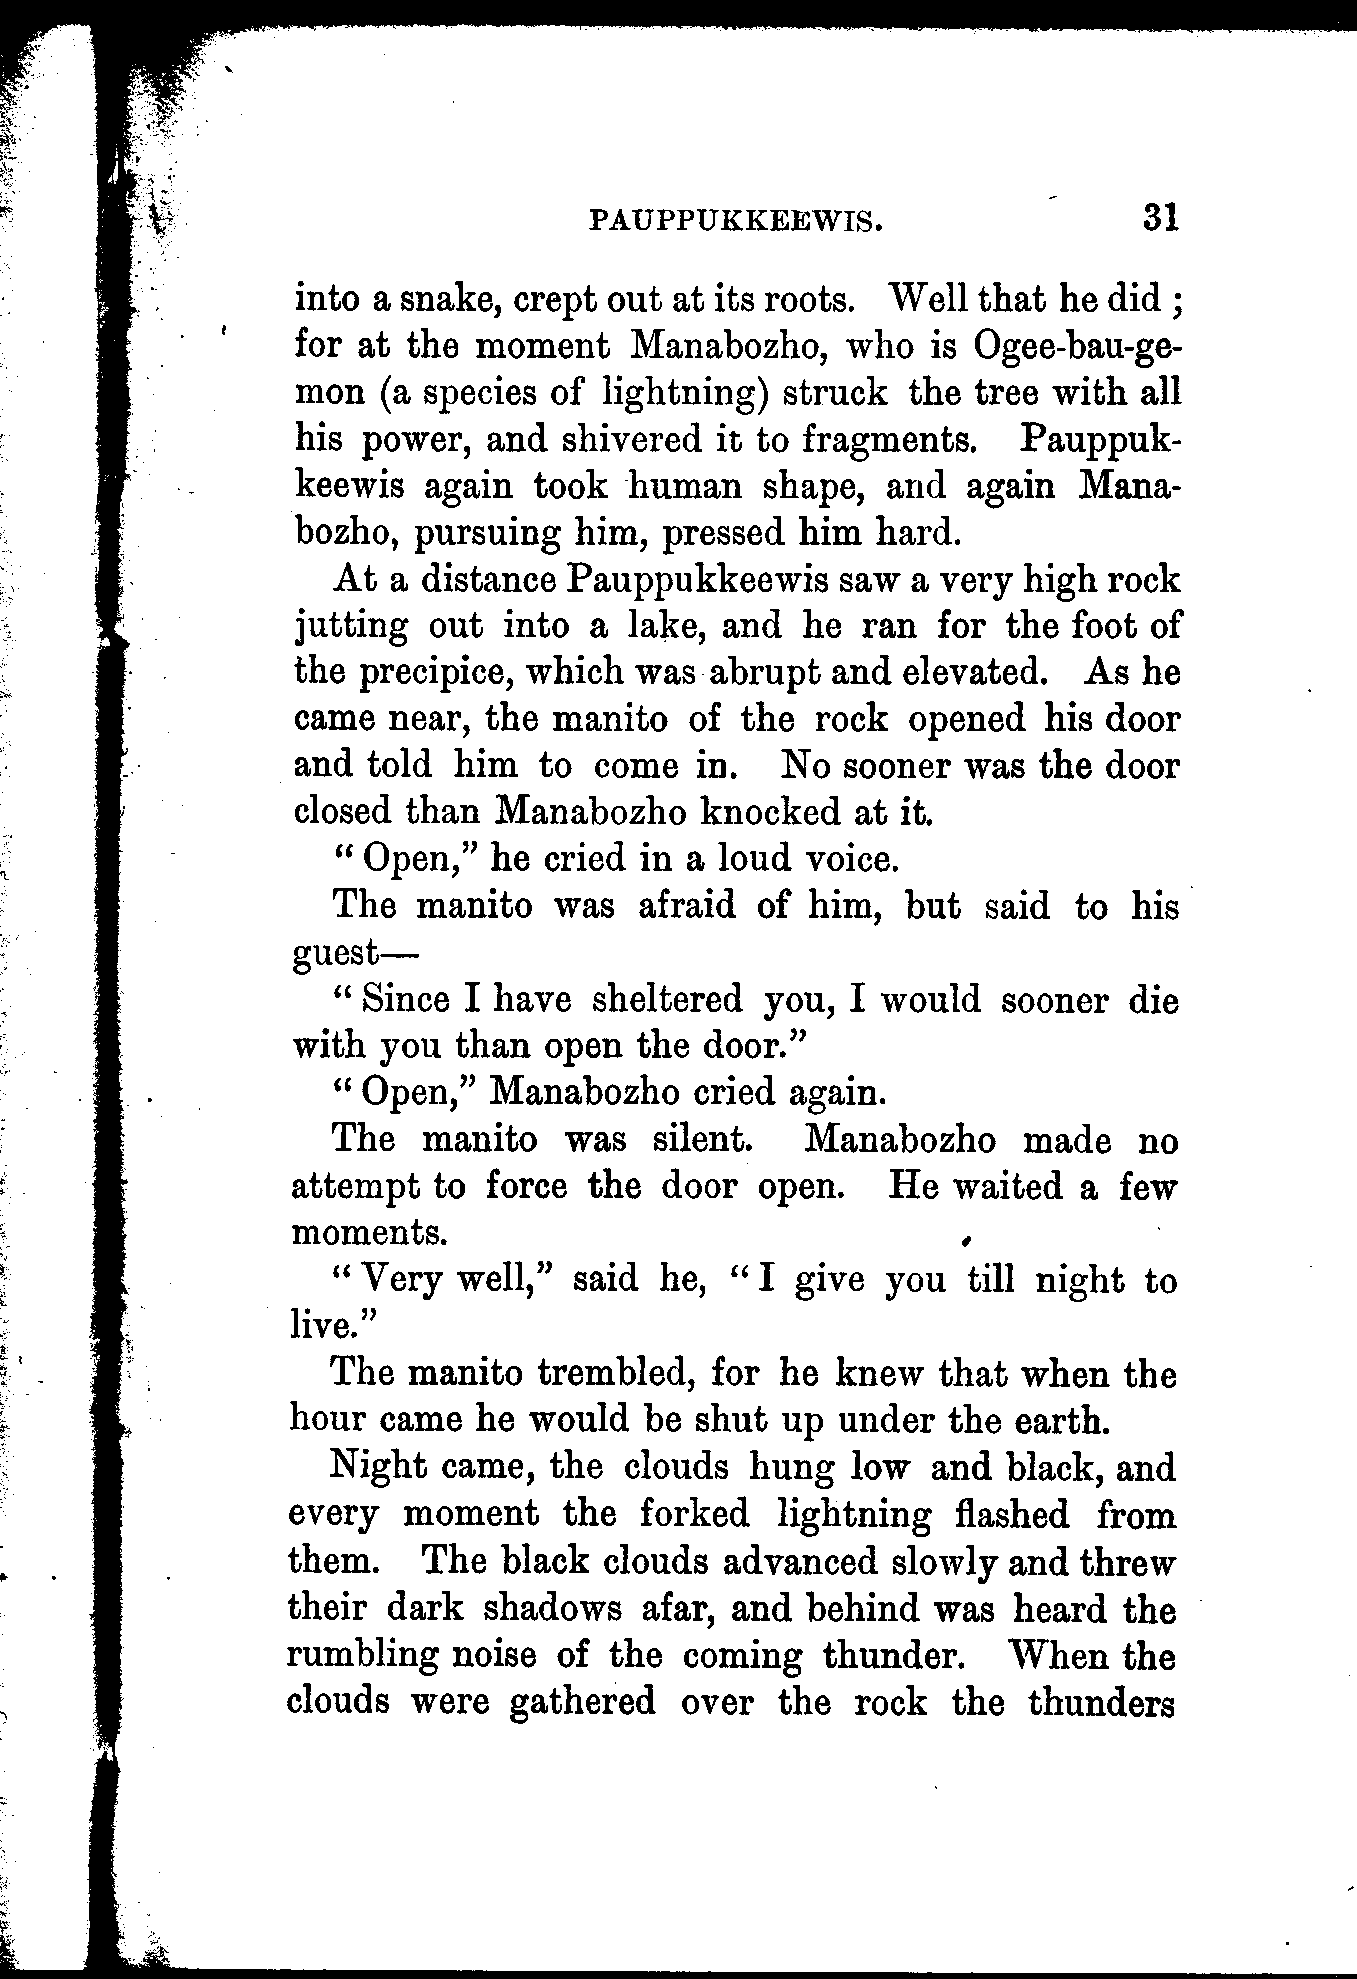 PAUPPUKKEEWIS. 31
into a snake, crept out at its roots. Well that he did ;
for at the moment Manabozho, who is Ogee-bau-ge-
mon (a species of lightning) struck the tree with all
his power, and shivered it to fragments. Pauppuk-
keewis again took human shape, and again Mana-
bozho, pursuing him, pressed him hard.
At a distance Pauppukkeewis saw a very high rock
jutting out into a lake, and he ran for the foot of
the precipice, which was abrupt and elevated. As he
came near, the manito of the rock opened his door
and told him to come in. No sooner was the door
closed than Manabozho knocked at it.
“ Open,” he cried in a loud voice.
The manito was afraid of him, but said to his
guest—
“ Since I have sheltered you, I would sooner die
with you than open the door.”
“ Open,” Manabozho cried again.
The manito was silent. Manabozho made no
attempt to force the door open. He waited a few
moments.
“ Very well,” said he, “ I give you till night to
live.”
The manito trembled, for he knew that when the
hour came he would be shut up under the earth.
Night came, the clouds hung low and black, and
every moment the forked lightning flashed from
them. The black clouds advanced slowly and threw
their dark shadows afar, and behind was heard the
rumbling noise of the coming thunder. When the
clouds were gathered over the rock the thunders